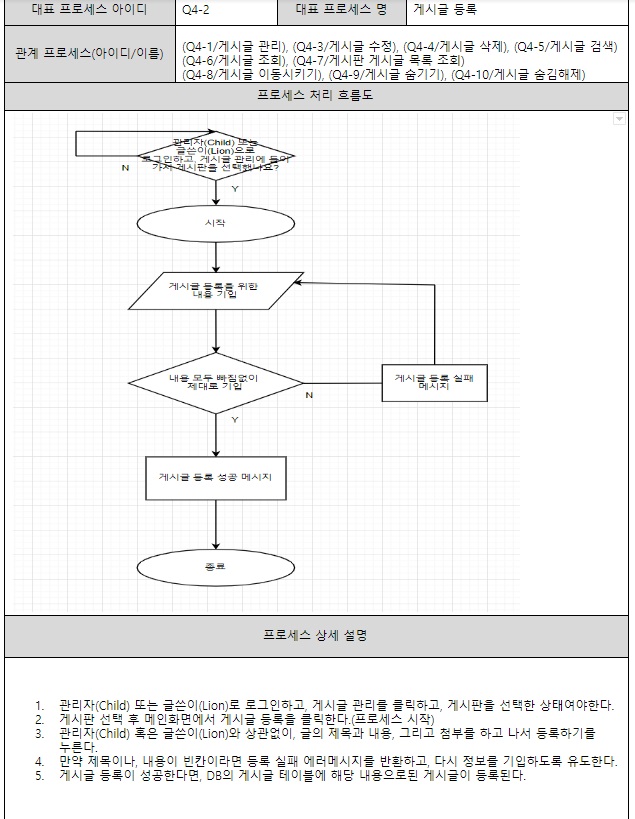 대표 프로세스 아이디 Q4-2 대표 프로세스 명 게시글 등록
관계 프로세스(아이디/이름)
(Q4-1/게시글 관리), (Q4-3/게시글 수정), (Q4-4/게시글 삭제), (Q4-5/게시글 검색)
(Q4-6/게시글 조회), (Q4-7/게시판 게시글 목록 조회)
(Q4-8/게시글 이동시키기), (Q4-9/게시글 숨기기), (Q4-10/게시글 숨김해제)
프로세스 처리 흐름도
관리자(Child) 또는
글쓴이(Lion)으로
로그인하고, 게시글 관리에 들어
가서 게시판을 선택했나요?
N
Y
시작
게시글 등록를 위한
내용 기입
내용 모두 빠짐없이
제대로 기입
N
게시글 등록 실패
메시지
Y
게시글 등록 성공 메시지
종료
프로세스 상세 설명
1. 관리자(Child) 또는 글쓴이(Lion)로 로그인하고, 게시글 관리를 클릭하고, 게시판을 선택한 상태여야한다.
2. 게시판 선택 후 메인화면에서 게시글 등록을 클릭한다.(프로세스 시작)
3. 관리자(Child) 혹은 글쓴이(Lion)와 상관없이, 글의 제목과 내용, 그리고 첨부를 하고 나서 등록하기를
누른다.
4. 만약 제목이나, 내용이 빈칸이라면 등록 실패 에러메시지를 반환하고, 다시 정보를 기입하도록 유도한다.
5. 게시글 등록이 성공한다면, DB의 게시글 테이블에 해당 내용으로된 게시글이 등록된다.